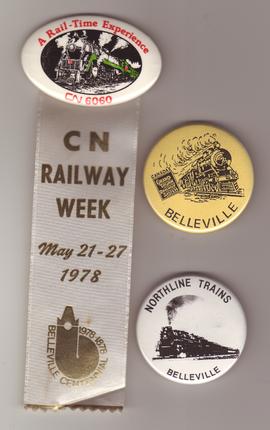 A Rail-Time Experience
CN 6060
CN
RAILWAY
WEEK
May 21-27
1978
1978 1878
BELLEVILLE CENTENNIAL
CANADA
BELLEVILLE
NORTHLINE TRAINS
BELLEVILLE